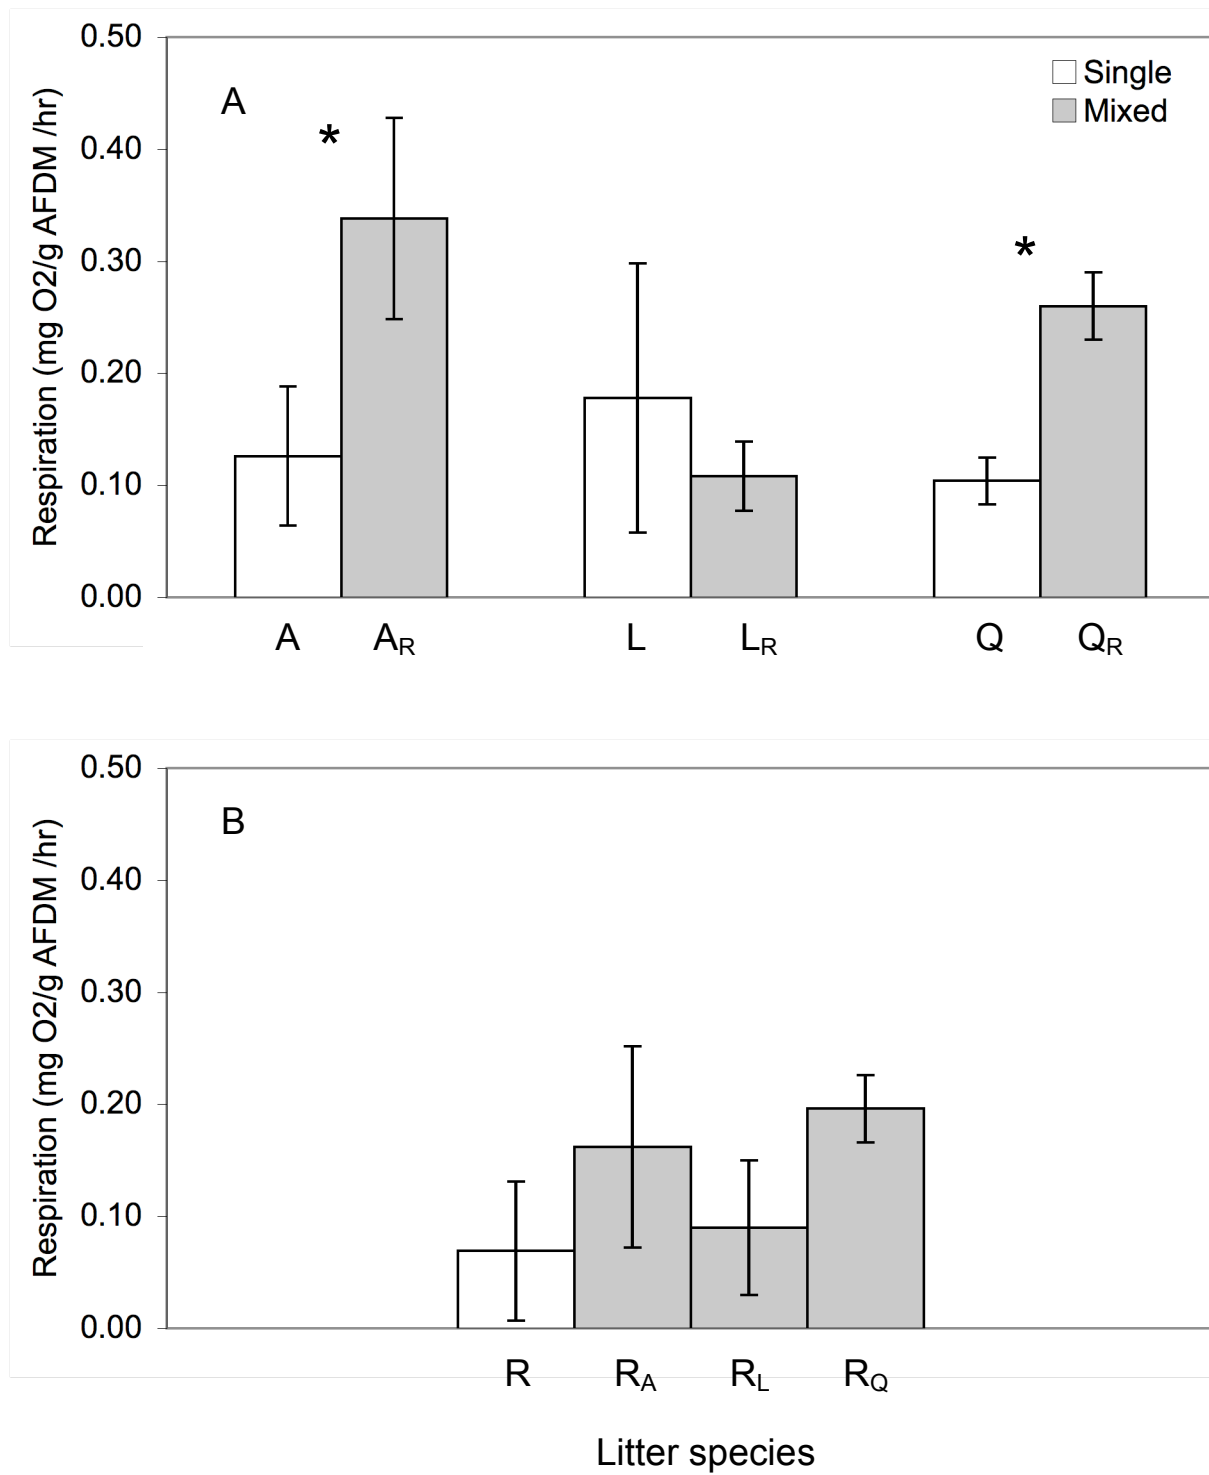 Respiration (mg O2/g AFDM /hr)
0.50
0.40
0.30
0.20
0.10
0.00
A
Single
Mixed
*
*
A AR L LR Q QR
Respiration (mg O2/g AFDM /hr)
0.50
0.40
0.30
0.20
0.10
0.00
B
R RA RL RQ
Litter species